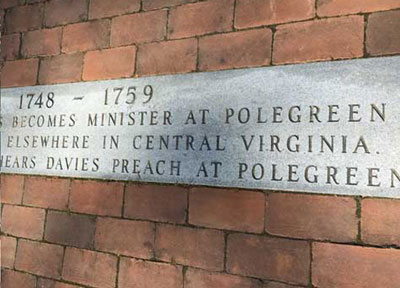 1748 - 1759
BECOMES MINISTER AT POLEGREEN
ELSEWHERE IN CENTRAL VIRGINIA.
HEARS DAVIES PREACH AT POLEGREEN